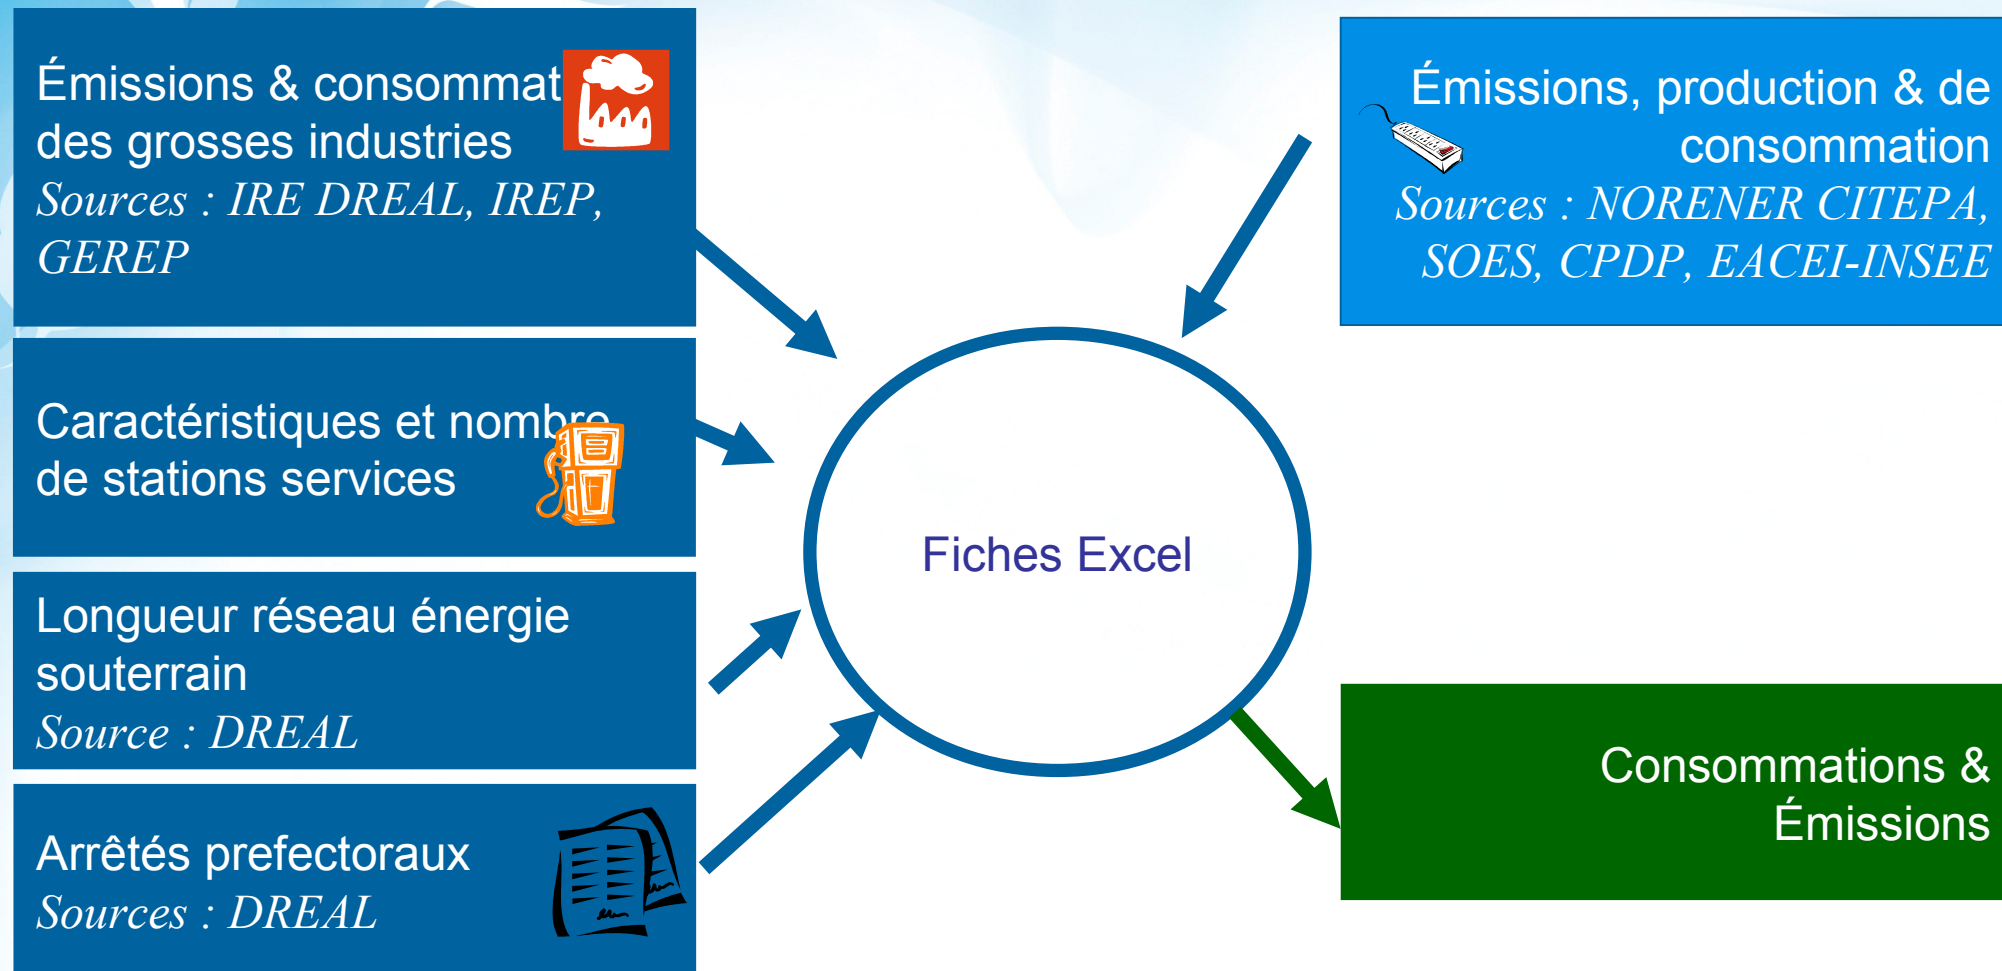 Émissions & consommat
des grosses industries
Sources : IRE DREAL, IREP,
GEREP
Caractéristiques et nombre
de stations services
Longueur réseau énergie
souterrain
Source : DREAL
Arrêtés prefectoraux
Sources : DREAL
Fiches Excel
Émissions, production & de
consommation
Sources : NORENER CITEPA,
SOES, CPDP, EACEI-INSEE
Consommations &
Émissions